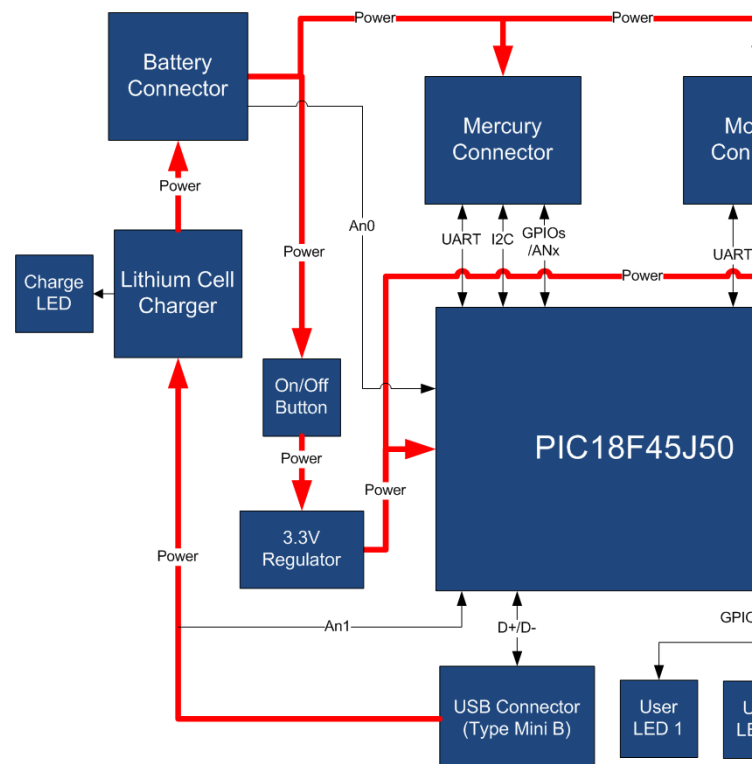 Power
Power
Battery
Connector
Mercury
Connector
Mo
Con
Power
An0
UART
I2C
GPIOs
/ANx
UART
Power
Power
Charge
LED
Lithium Cell
Charger
On/Off
Button
PIC18F45J50
Power
Power
3.3V
Regulator
Power
An1
D+/D-
GPIO
USB Connector
(Type Mini B)
User
LED 1
U
LE